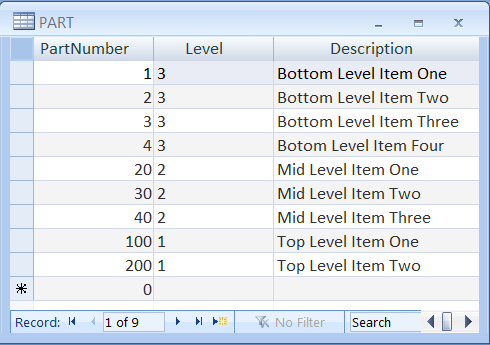 PART
PartNumber Level Description
1 3 Bottom Level Item One
2 3 Bottom Level Item Two
3 3 Bottom Level Item Three
4 3 Botom Level Item Four
20 2 Mid Level Item One
30 2 Mid Level Item Two
40 2 Mid Level Item Three
100 1 Top Level Item One
200 1 Top Level Item Two
0
Record: 1 of 9 No Filter Search